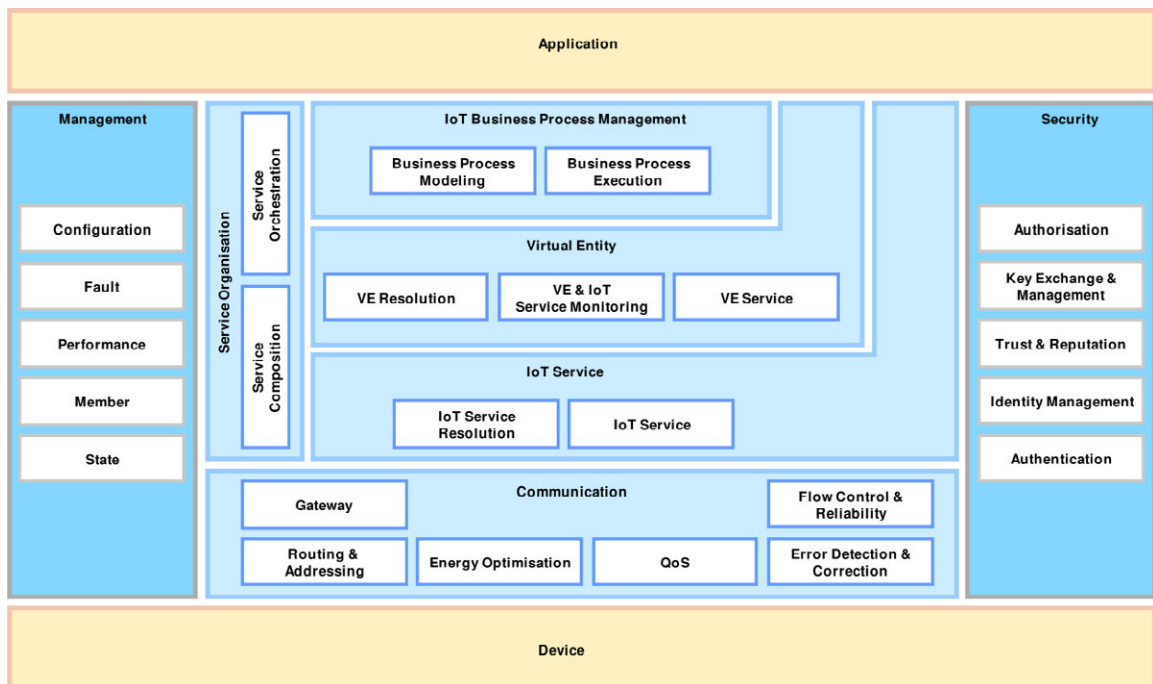 Application
Management
Configuration
Fault
Performance
Member
State
Service Organisation
Service
Orchestration
Service
Composition
IoT Business Process Management
Business Process
Modeling
Business Process
Execution
Virtual Entity
VE Resolution
VE & IoT
Service Monitoring
VE Service
IoT Service
IoT Service
Resolution
IoT Service
Communication
Gateway
Flow Control &
Reliability
Routing &
Addressing
Energy Optimisation
QoS
Error Detection &
Correction
Security
Authorisation
Key Exchange &
Management
Trust & Reputation
Identity Management
Authentication
Device